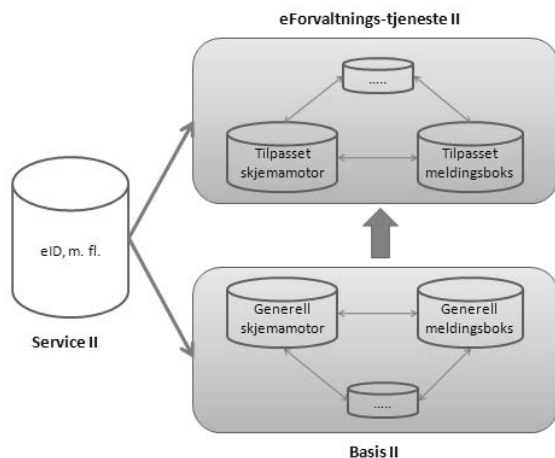 eForvaltnings-tjeneste II
.....
Tilpasset
skjemamotor
Tilpasset
meldingsboks
eID, m. fl.
Service II
Generell
skjemamotor
Generell
meldingsboks
.....
Basis II